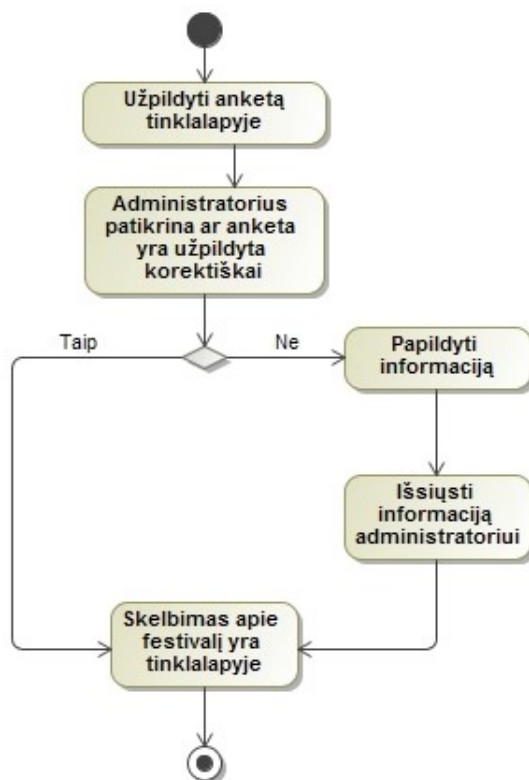 Užpildyti anketą
tinklalapyje
Administratorius
patikrina ar anketa
yra užpildyta
korektiškai
Taip
Ne
Papildyti
informaciją
Išsiųsti
informaciją
administratoriui
Skelbimas apie
festivalį yra
tinklalapyje